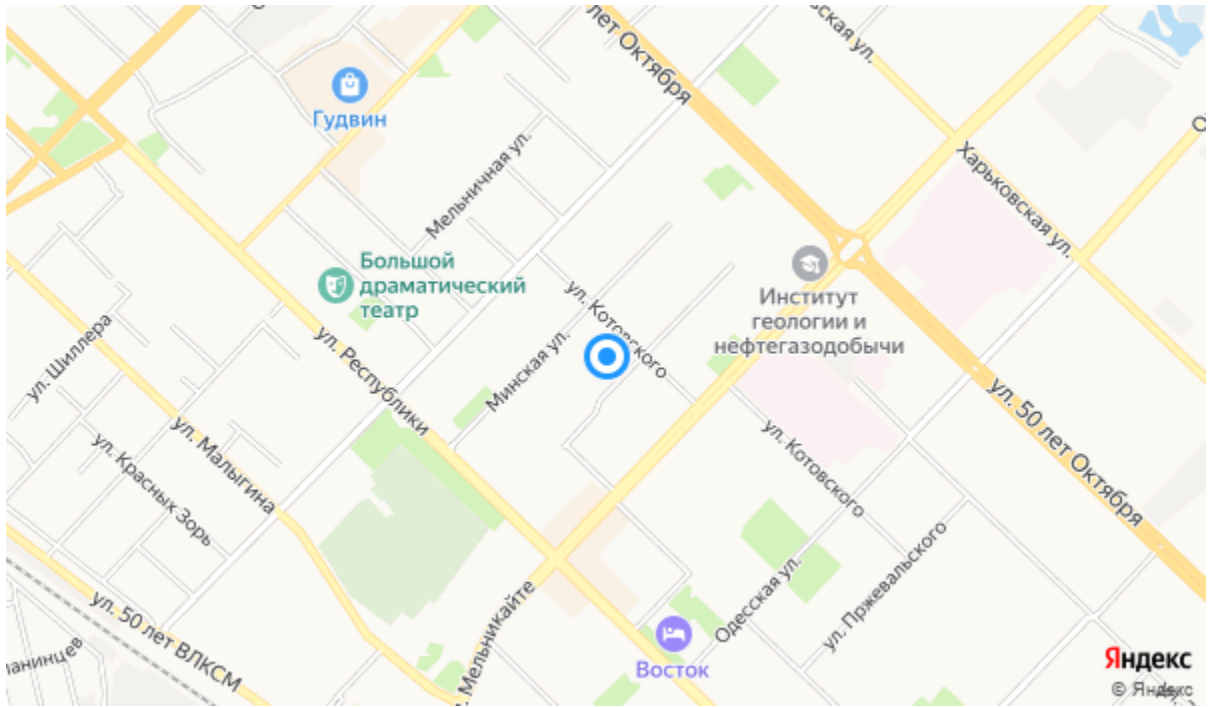 лет Октября
ская ул.
Гудвин
Мельничная ул.
Харьковская ул.
Большой
драматический
театр
Институт
геологии и
нефтегазодобычи
ул. Котовского
ул. Шиллера
ул. Республики
Минская ул.
ул. 50 лет Октября
ул. Малыгина
ул. Красных Зорь
ул. Котовского
ул. 50 лет ВЛКСМ
Мельникайте
Одесская ул.
ул. Пржевальского
Восток
панинцев
Яндекс
© Яндекс